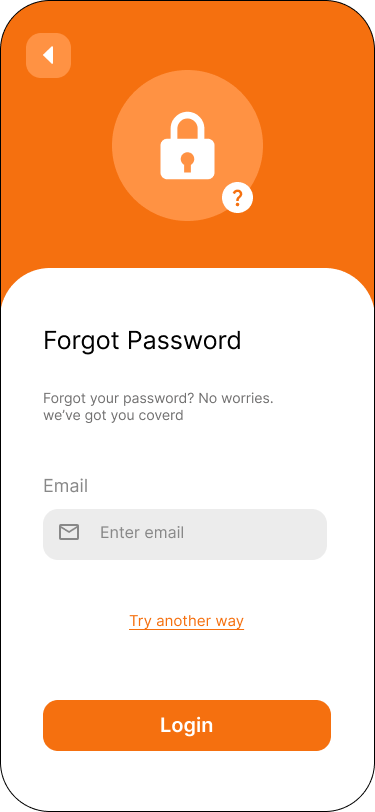 ?
Forgot Password
Forgot your password? No worries.
we’ve got you coverd
Email
Enter email
Try another way
Login